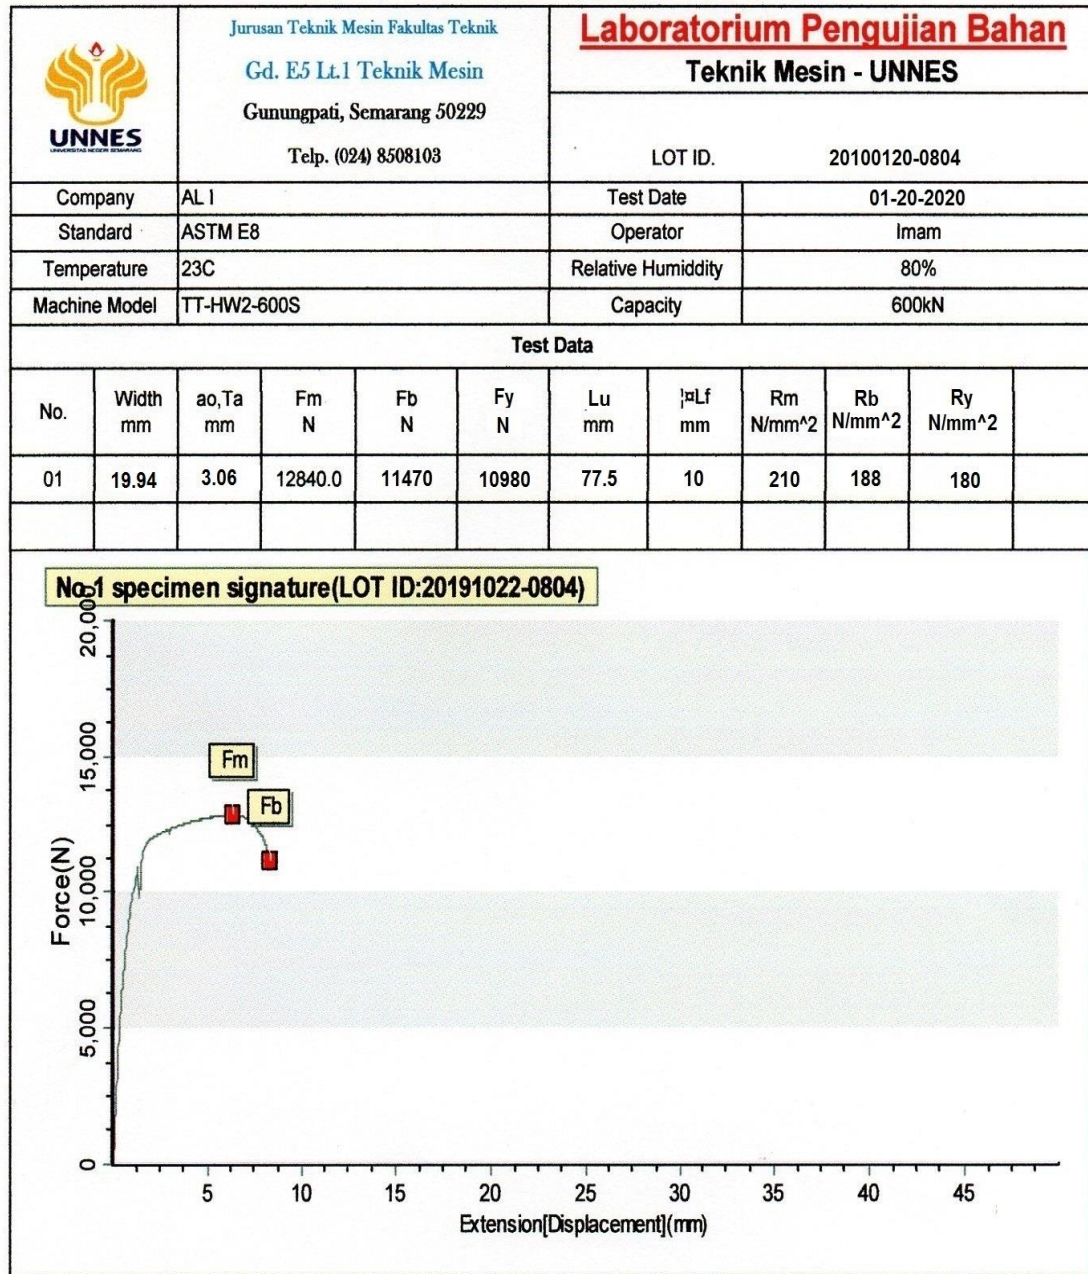 UNNES
UNIVERSITAS NEGERI SEMARANG
Jurusan Teknik Mesin Fakultas Teknik
Gd. E5 Lt.1 Teknik Mesin
Gunungpati, Semarang 50229
Telp. (024) 8508103
Laboratorium Pengujian Bahan
Teknik Mesin - UNNES
LOT ID. 20100120-0804
Company AL I Test Date 01-20-2020
Standard ASTM E8 Operator Imam
Temperature 23C Relative Humiddity 80%
Machine Model TT-HW2-600S Capacity 600kN
Test Data
No. Width mm ao,Ta mm Fm N Fb N Fy N Lu mm ¦¤Lf mm Rm N/mm^2 Rb N/mm^2 Ry N/mm^2
01 19.94 3.06 12840.0 11470 10980 77.5 10 210 188 180
No.1 specimen signature(LOT ID:20191022-0804)
20,000
15,000
10,000
5,000
0
Force(N)
Fm
Fb
5 10 15 20 25 30 35 40 45
Extension[Displacement](mm)